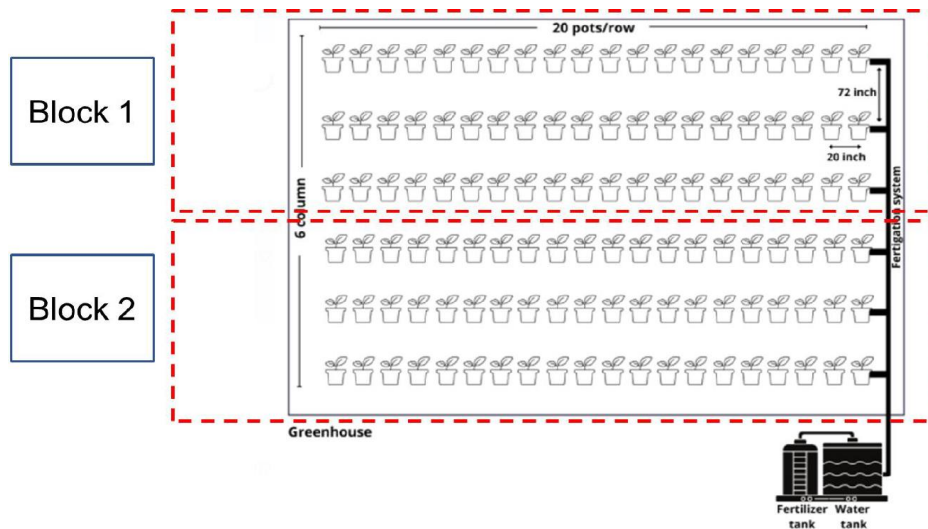 20 pots/row
Block 1
72 inch
20 inch
6 column
Fertigation system
Block 2
Greenhouse
Fertilizer Water
tank tank